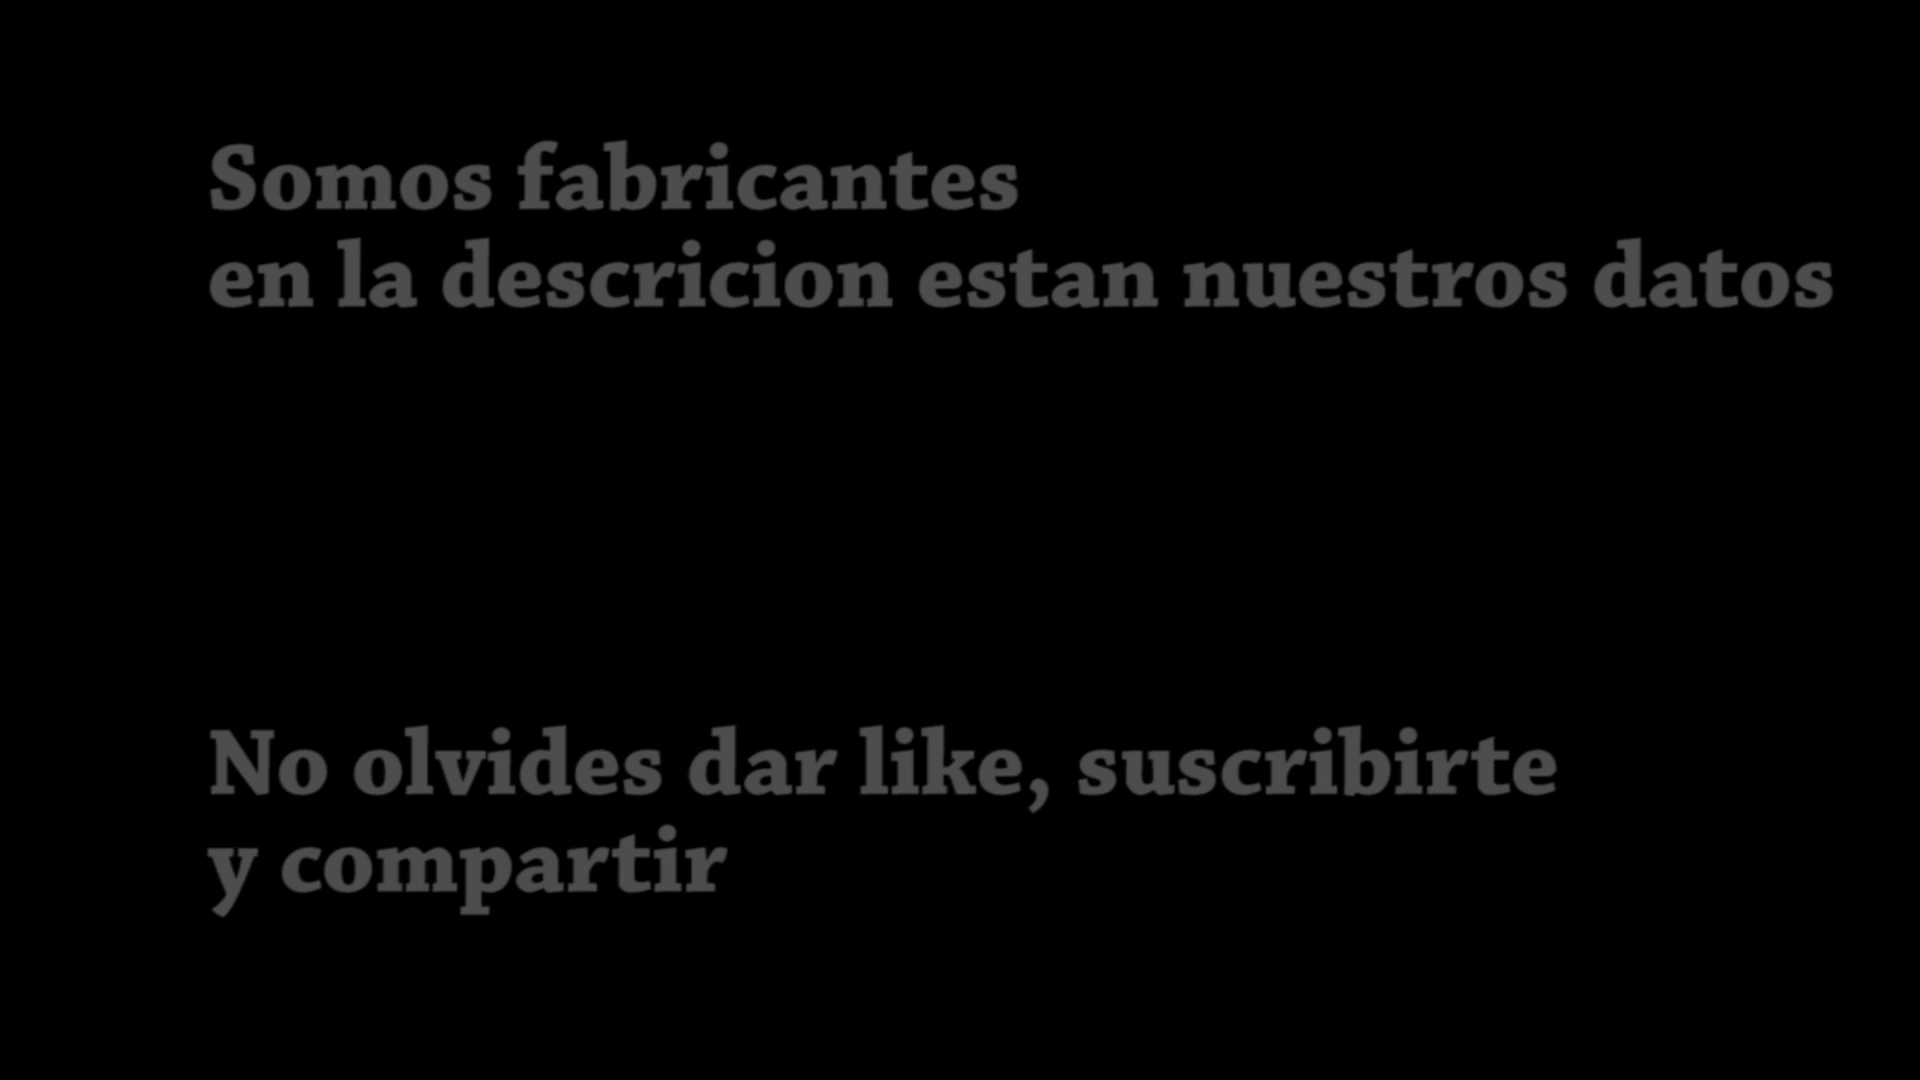 Somos fabricantes
en la descricion estan nuestros datos
No olvides dar like, suscribirte
y compartir